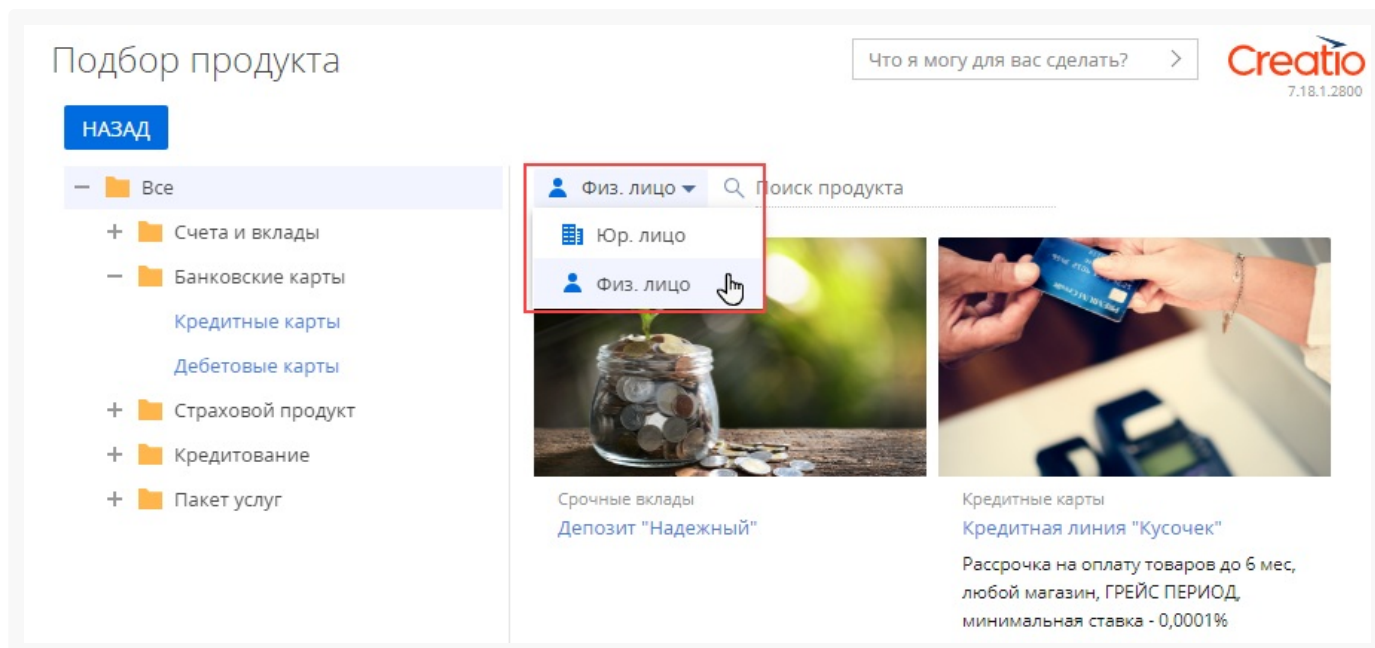 Подбор продукта
Что я могу для вас сделать?
Creatio
7.18.1.2800
НАЗАД
Все
Счета и вклады
Банковские карты
Кредитные карты
Дебетовые карты
Страховой продукт
Кредитование
Пакет услуг
Физ. лицо
Поиск продукта
Юр. лицо
Физ. лицо
Срочные вклады
Депозит "Надежный"
Кредитные карты
Кредитная линия "Кусочек"
Рассрочка на оплату товаров до 6 мес,
любой магазин, ГРЕЙС ПЕРИОД,
минимальная ставка - 0,0001%